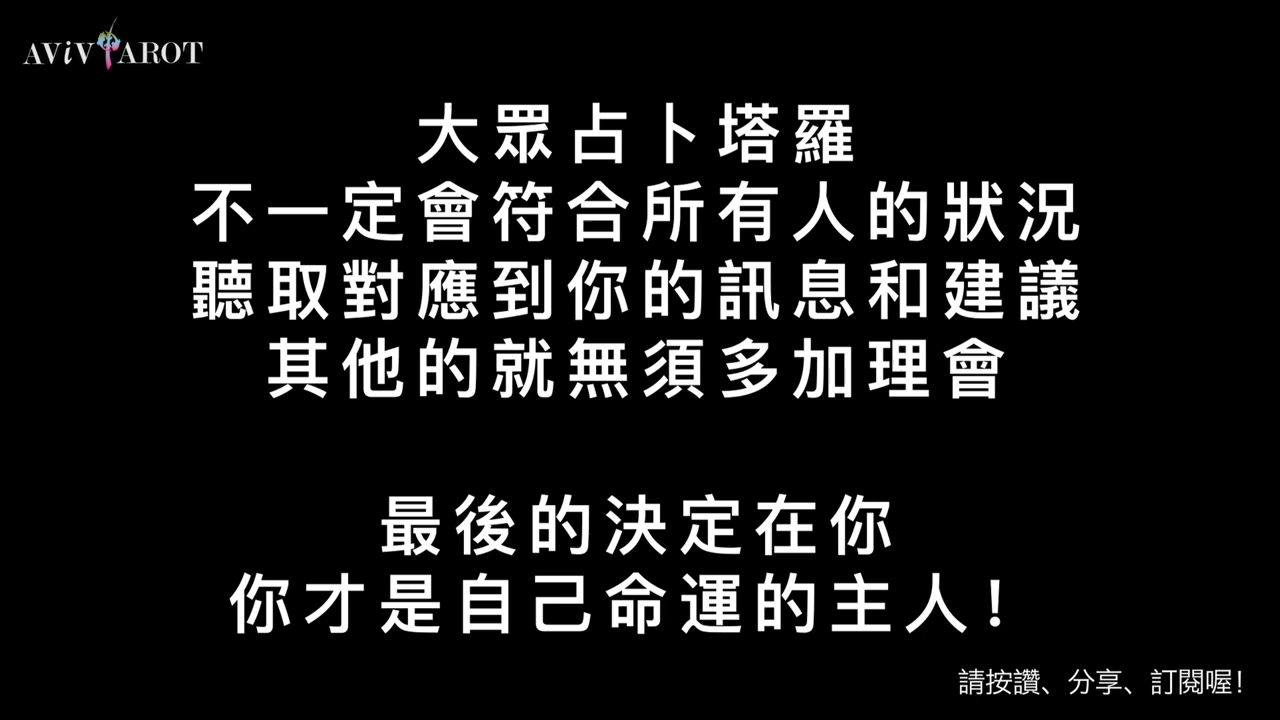 AViV TAROT
大眾占卜塔羅
不一定會符合所有人的狀況
聽取對應到你的訊息和建議
其他的就無須多加理會
最後的決定在你
你才是自己命運的主人！
請按讚、分享、訂閱喔！